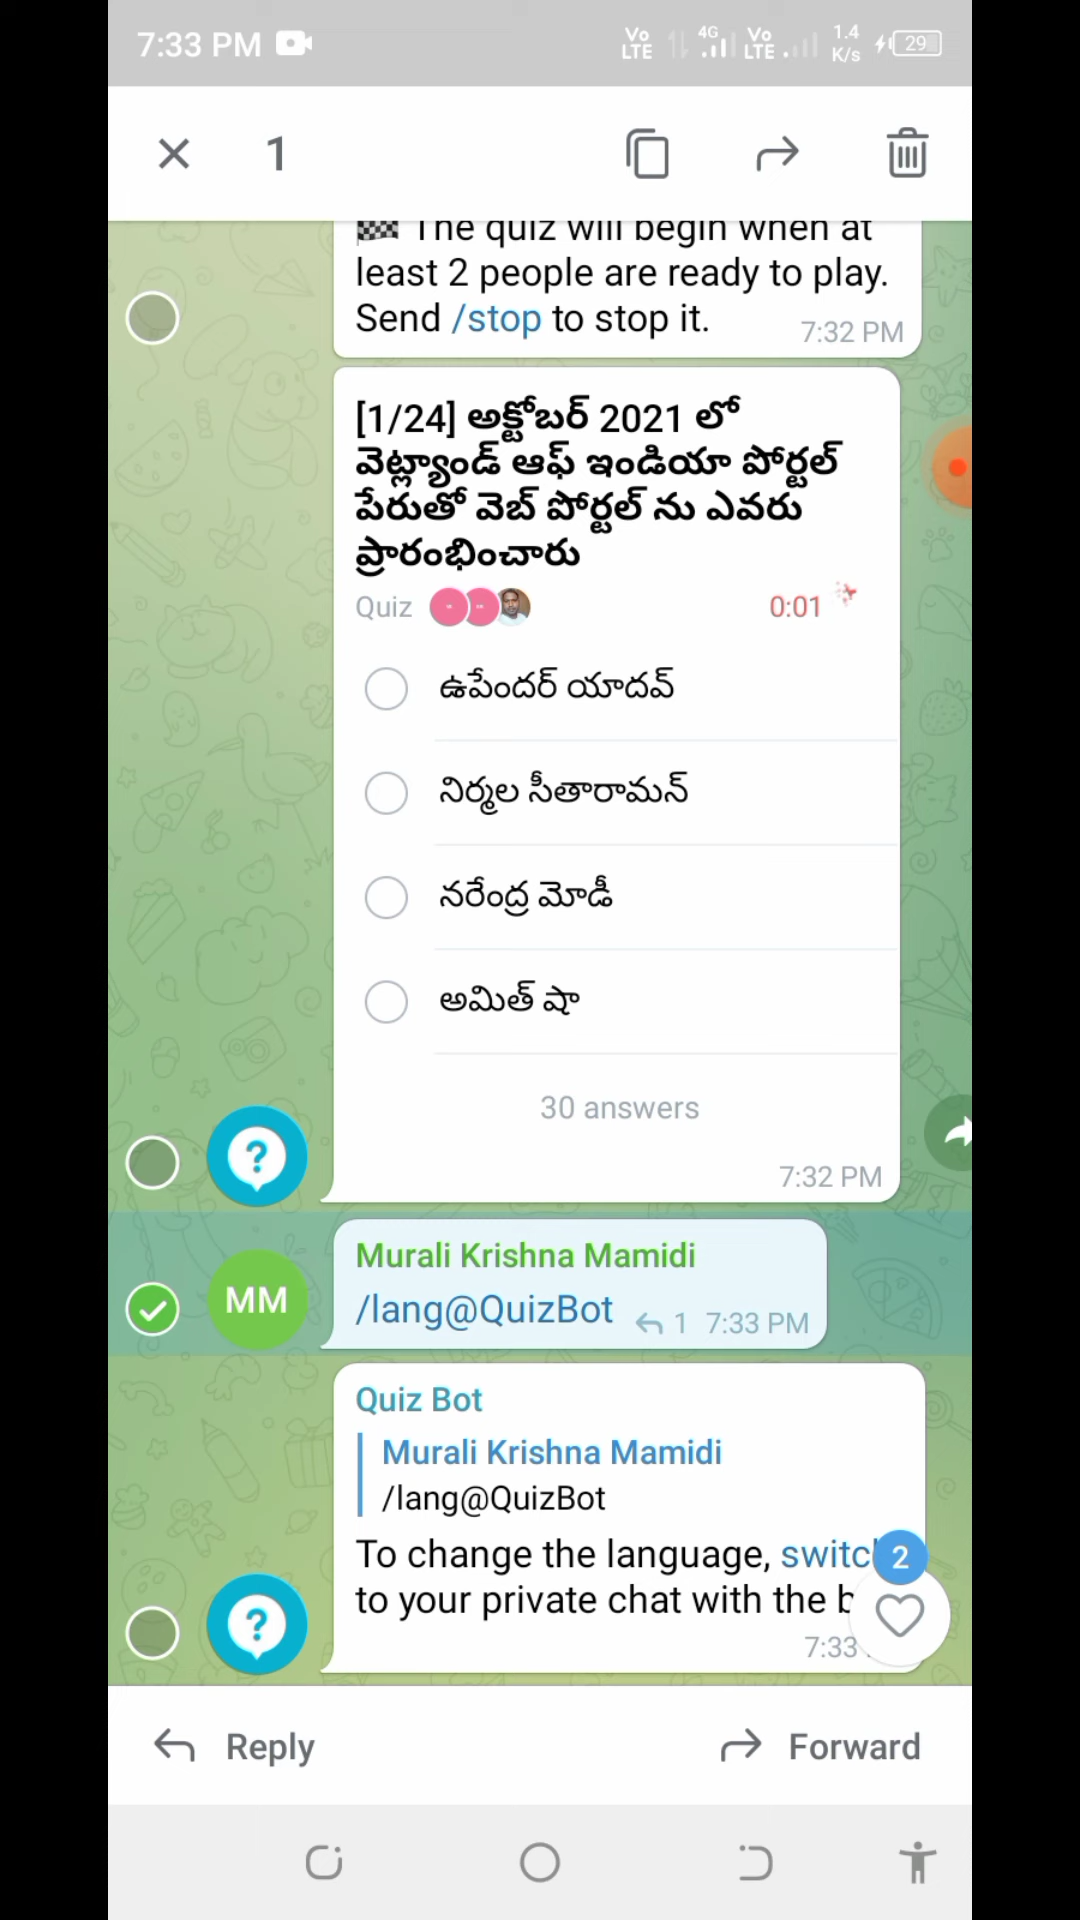 7:33 PM Vo LTE 4G Vo LTE 1.4 K/s 29
1
The quiz will begin when at
least 2 people are ready to play.
Send /stop to stop it. 7:32 PM
[1/24] అక్టోబర్ 2021 లో
వెట్ల్యాండ్ ఆఫ్ ఇండియా పోర్టల్
పేరుతో వెబ్ పోర్టల్ ను ఎవరు
ప్రారంభించారు
Quiz 0:01
ఉపేందర్ యాదవ్
నిర్మల సీతారామన్
నరేంద్ర మోడీ
అమిత్ షా
30 answers
7:32 PM
MM
Murali Krishna Mamidi
/lang@QuizBot 1 7:33 PM
Quiz Bot
Murali Krishna Mamidi
/lang@QuizBot
To change the language, 2
to your private chat with the
7:33
Reply Forward